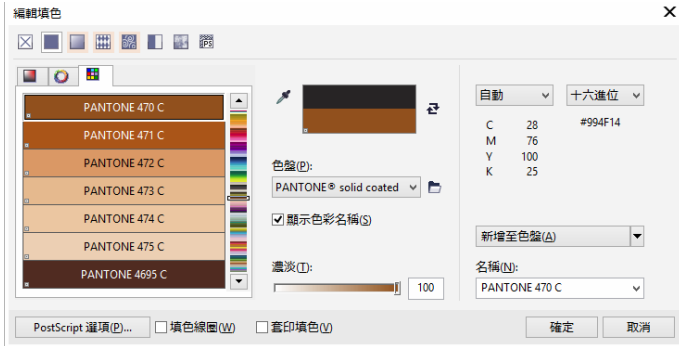 編輯填色
PS
PANTONE 470 C
PANTONE 471 C
PANTONE 472 C
PANTONE 473 C
PANTONE 474 C
PANTONE 475 C
PANTONE 4695 C
色盤(P):
PANTONE® solid coated
顯示色彩名稱(S)
濃淡(T):
100
自動
十六進位
C 28
M 76
Y 100
K 25
#994F14
新增至色盤(A)
名稱(N):
PANTONE 470 C
PostScript 選項(P)...
填色線圈(W)
套印填色(V)
確定
取消